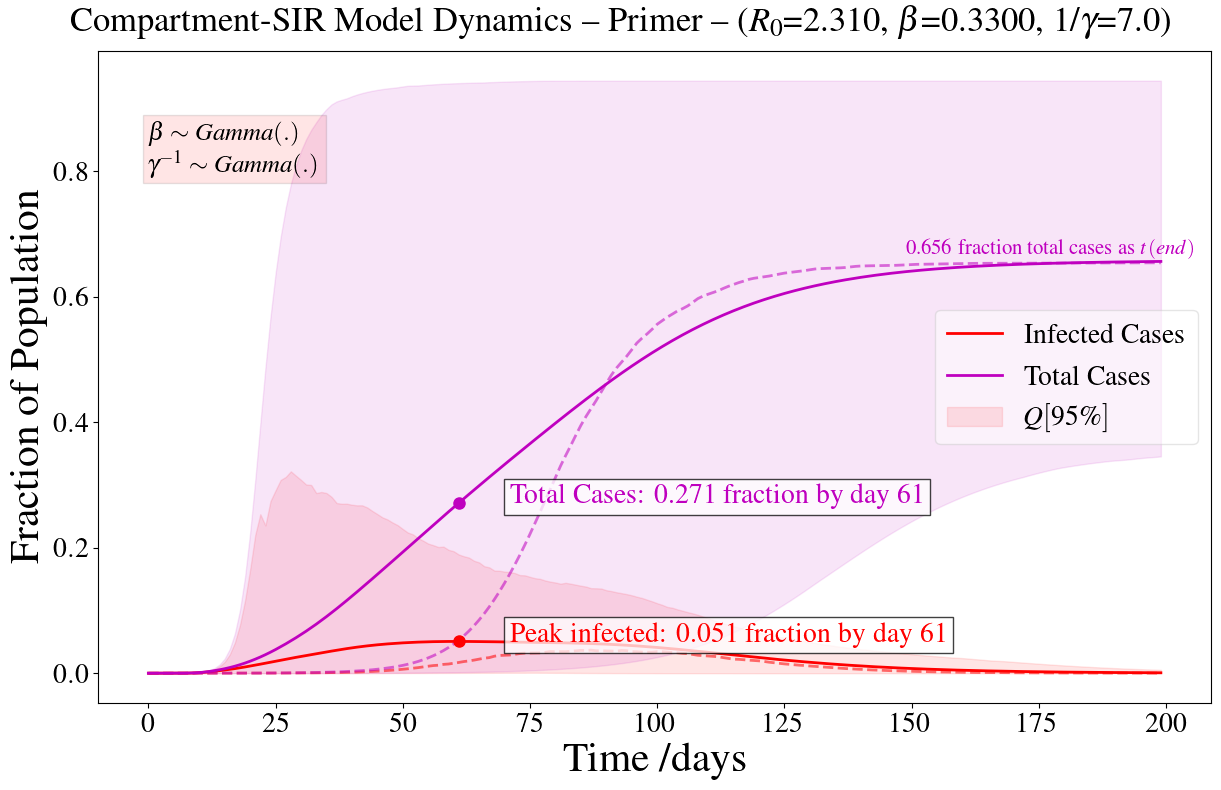 Compartment-SIR Model Dynamics – Primer – (R₀=2.310, β=0.3300, 1/γ=7.0)
β ∼ Gamma(.)
γ⁻¹ ∼ Gamma(.)
0.8
0.6
0.4
0.2
0.0
Fraction of Population
0.656 fraction total cases as t(end)
Infected Cases
Total Cases
Q[95%]
Total Cases: 0.271 fraction by day 61
Peak infected: 0.051 fraction by day 61
0 25 50 75 100 125 150 175 200
Time /days